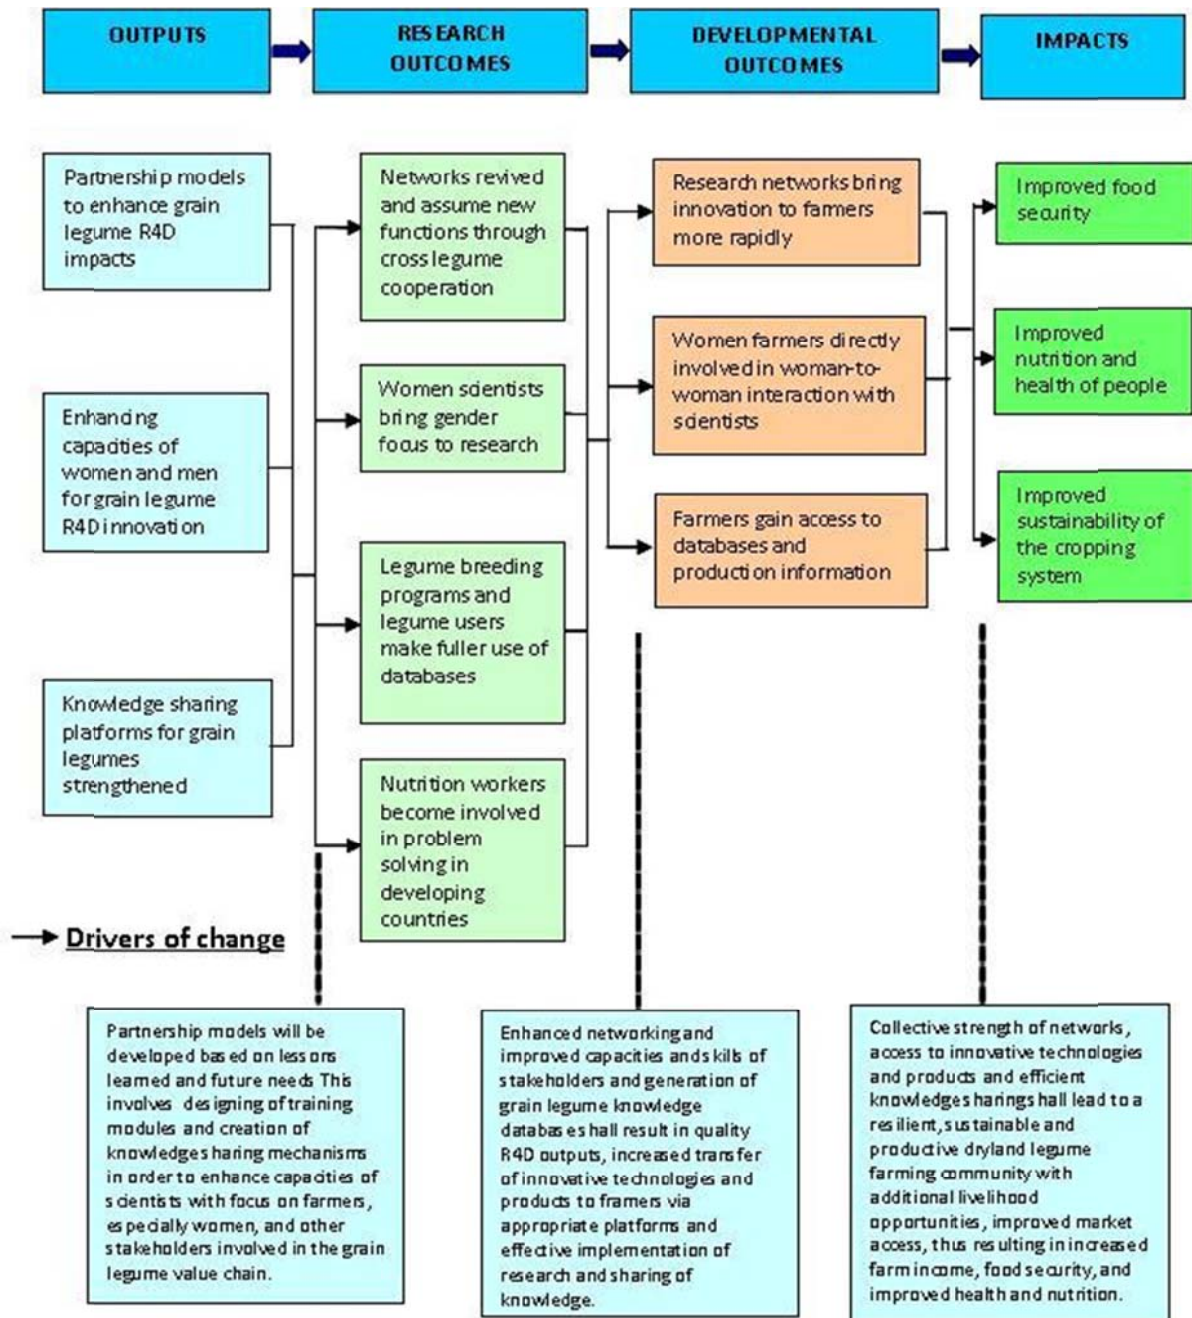 OUTPUTS
RESEARCH
OUTCOMES
DEVELOPMENTAL
OUTCOMES
IMPACTS
Partnership models
to enhance grain
legume R4D
impacts
Enhancing
capacities of
women and men
for grain legume
R4D innovation
Knowledge sharing
platforms for grain
legumes
strengthened
Networks revived
and assume new
functions through
cross legume
cooperation
Women scientists
bring gender
focus to research
Legume breeding
programs and
legume users
make fuller use of
databases
Nutrition workers
become involved
in problem
solving in
developing
countries
Research networks bring
innovation to farmers
more rapidly
Women farmers directly
involved in woman-to-
woman interaction with
scientists
Farmers gain access to
databases and
production information
Improved food
security
Improved
nutrition and
health of people
Improved
sustainability of
the cropping
system
Drivers of change
Partnership models will be
developed based on lessons
learned and future needs This
involves designing of training
modules and creation of
knowledge sharing mechanisms
in order to enhance capacities of
scientists with focus on farmers,
especially women, and other
stakeholders involved in the grain
legume value chain.
Enhanced networking and
improved capacities and skills of
stakeholders and generation of
grain legume knowledge
database shall result in quality
R4D outputs, increased transfer
of innovative technologies and
products to framers via
appropriate platforms and
effective implementation of
research and sharing of
knowledge.
Collective strength of networks,
access to innovative technologies
and products and efficient
knowledge sharing shall lead to a
resilient, sustainable and
productive dryland legume
farming community with
additional livelihood
opportunities, improved market
access, thus resulting in increased
farm income, food security, and
improved health and nutrition.